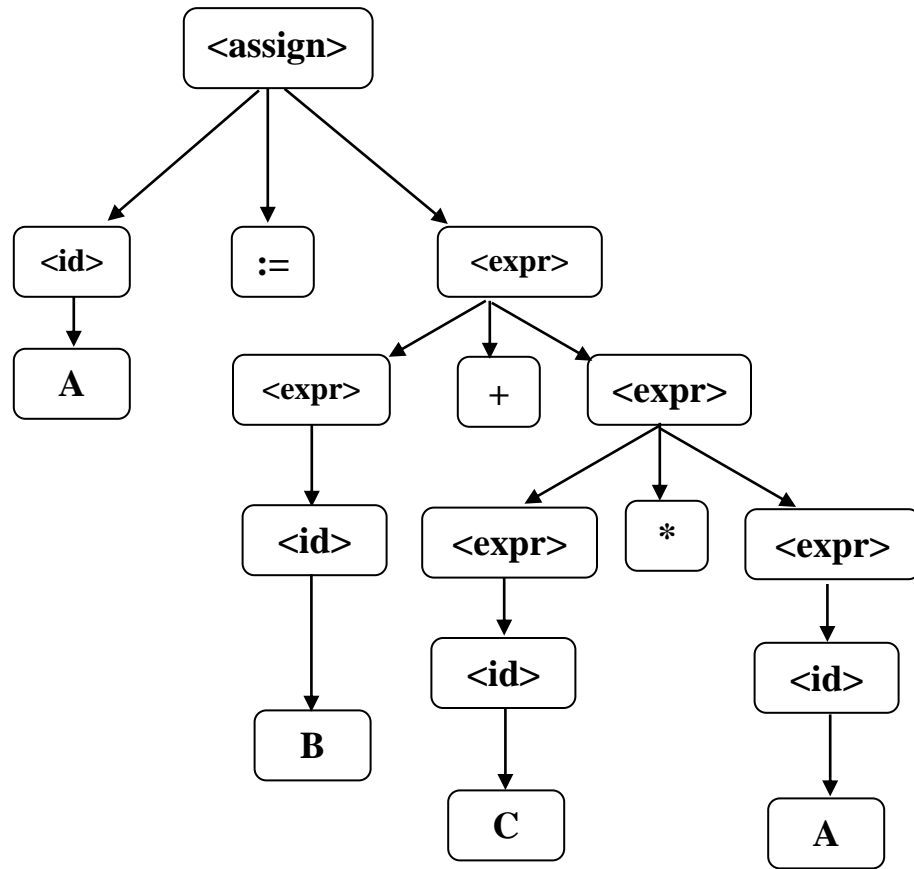 <assign>
<id> := <expr>
A <expr> + <expr>
<id> <expr> * <expr>
<id> <id>
B
C A